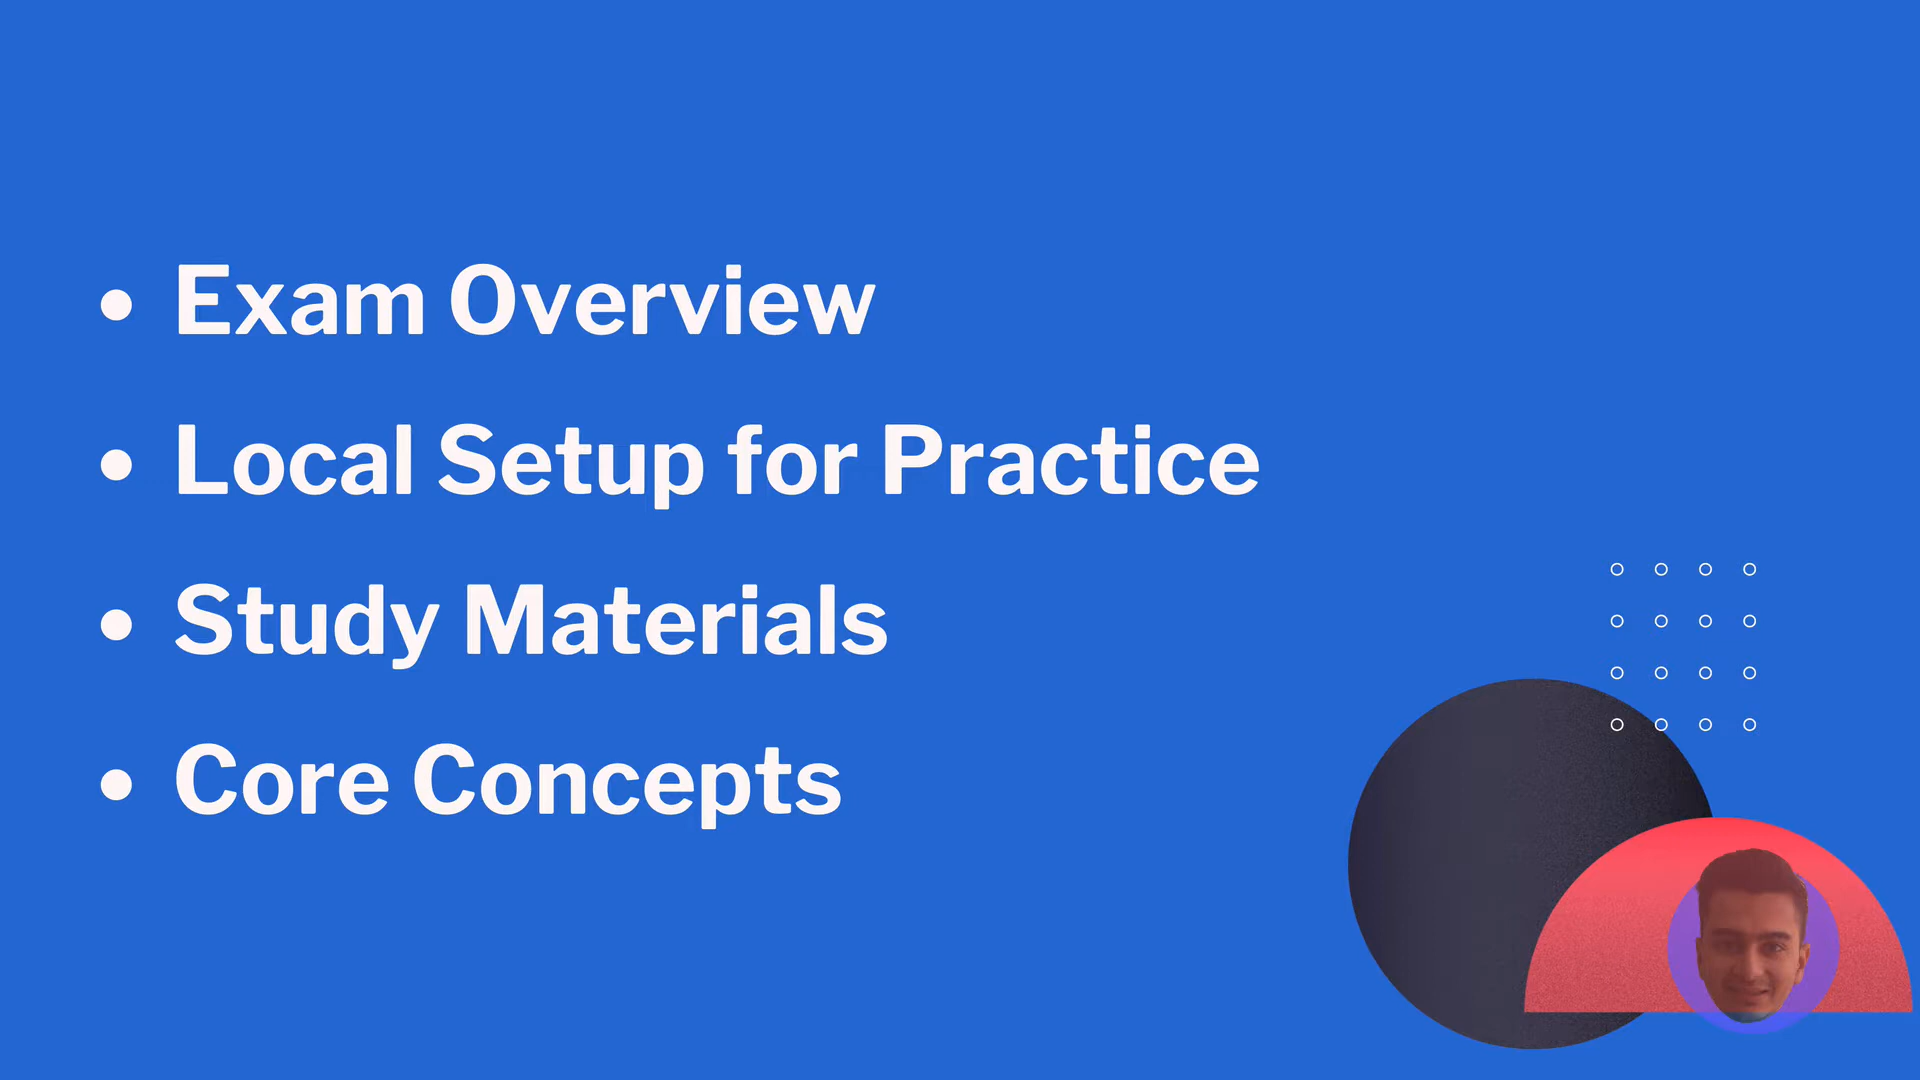 • Exam Overview
• Local Setup for Practice
• Study Materials
• Core Concepts